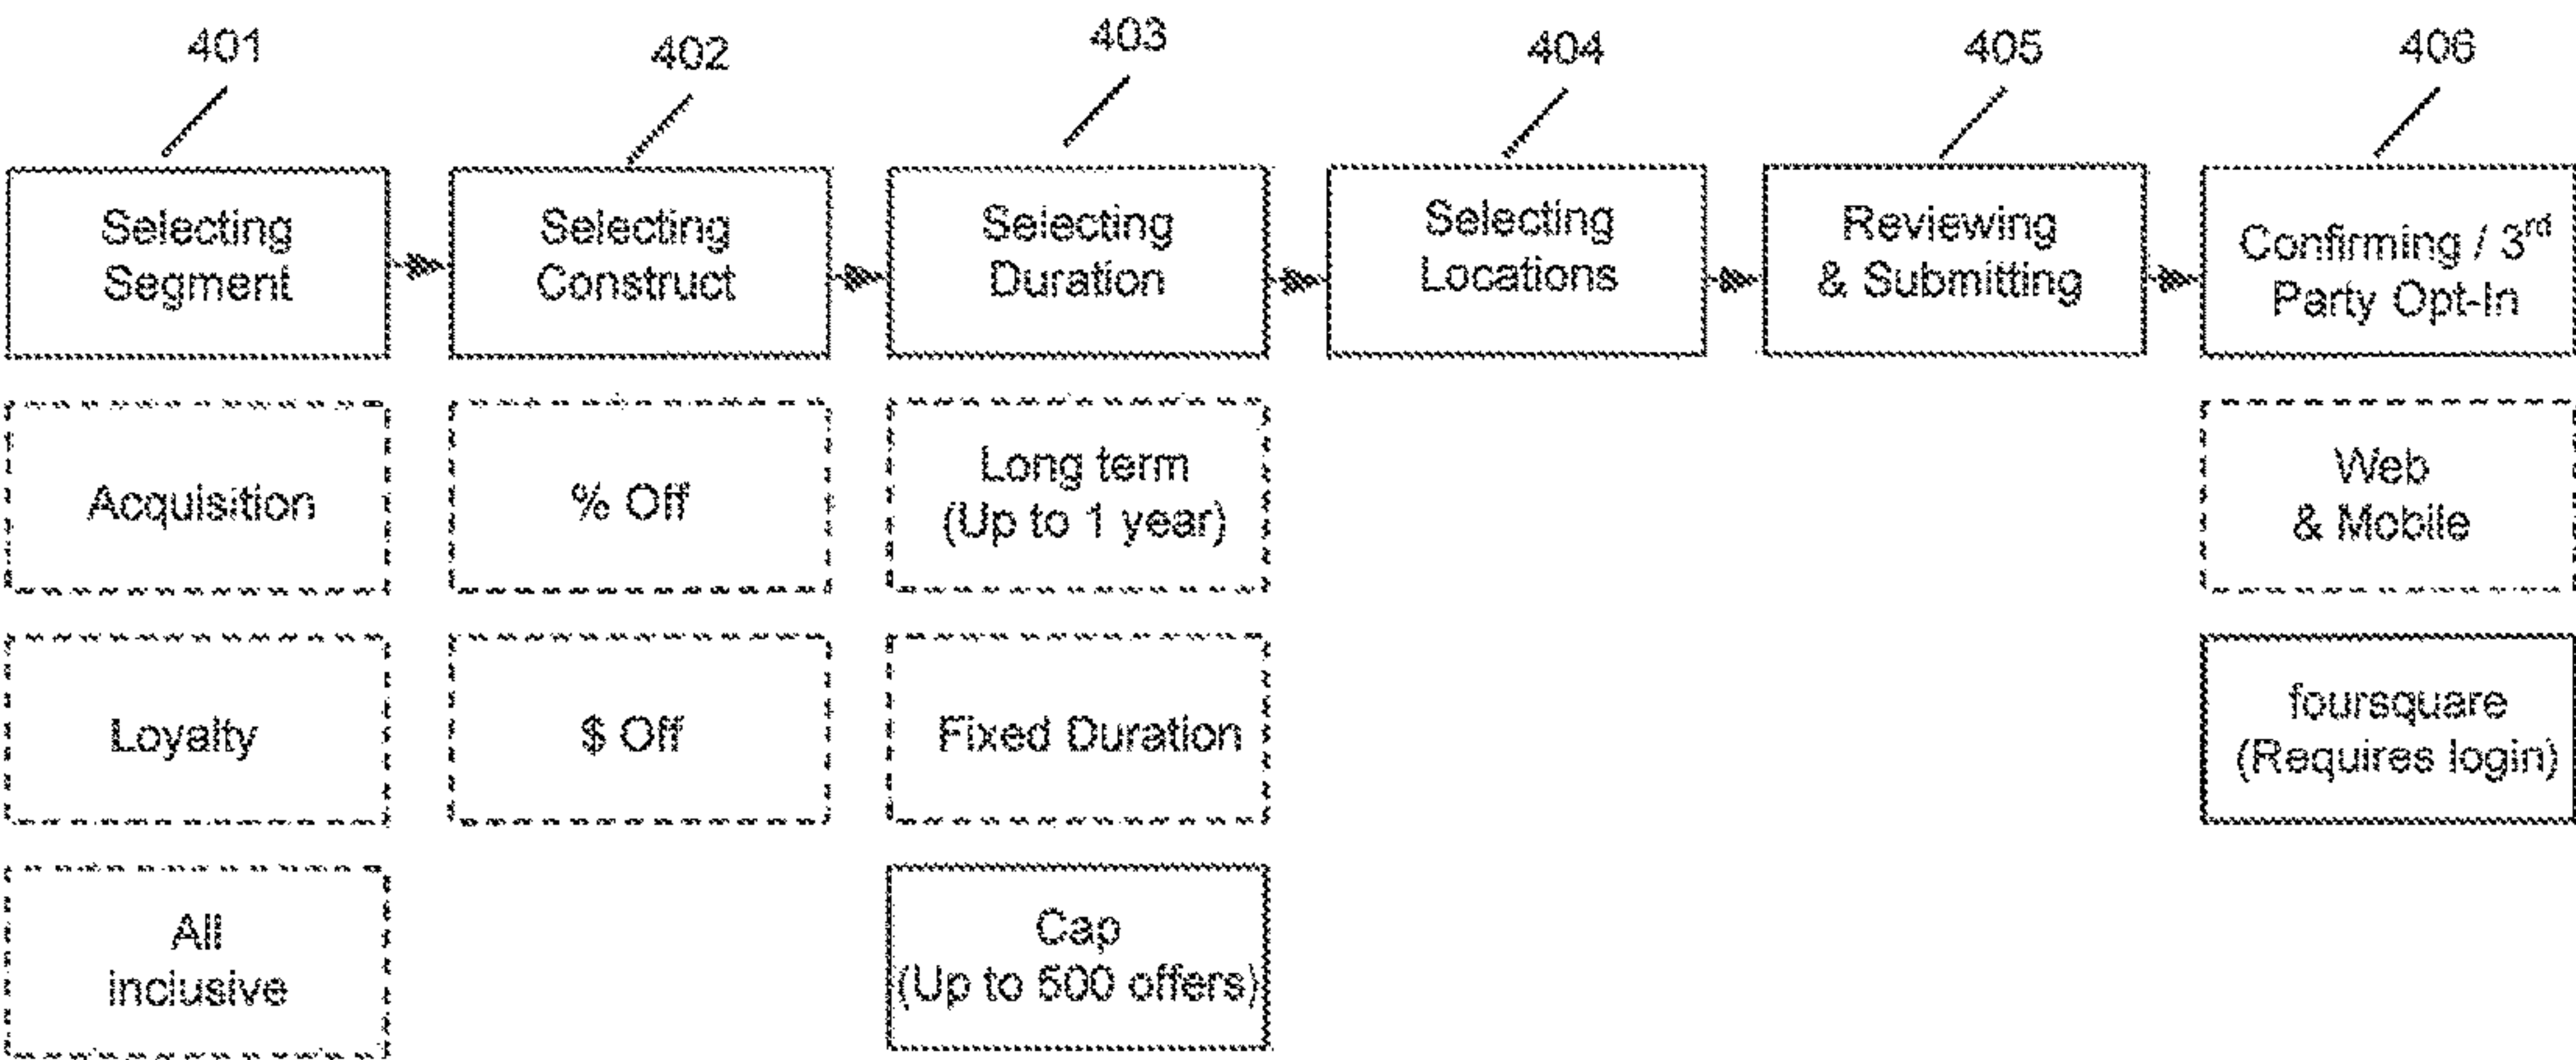 401
402
403
404
405
406
Selecting
Segment
Selecting
Construct
Selecting
Duration
Selecting
Locations
Reviewing
& Submitting
Confirming / 3rd
Party Opt-In
Acquisition
% Off
Long term
(Up to 1 year)
Web
& Mobile
Loyalty
$ Off
Fixed Duration
foursquare
(Requires login)
All
inclusive
Cap
(Up to 500 offers)